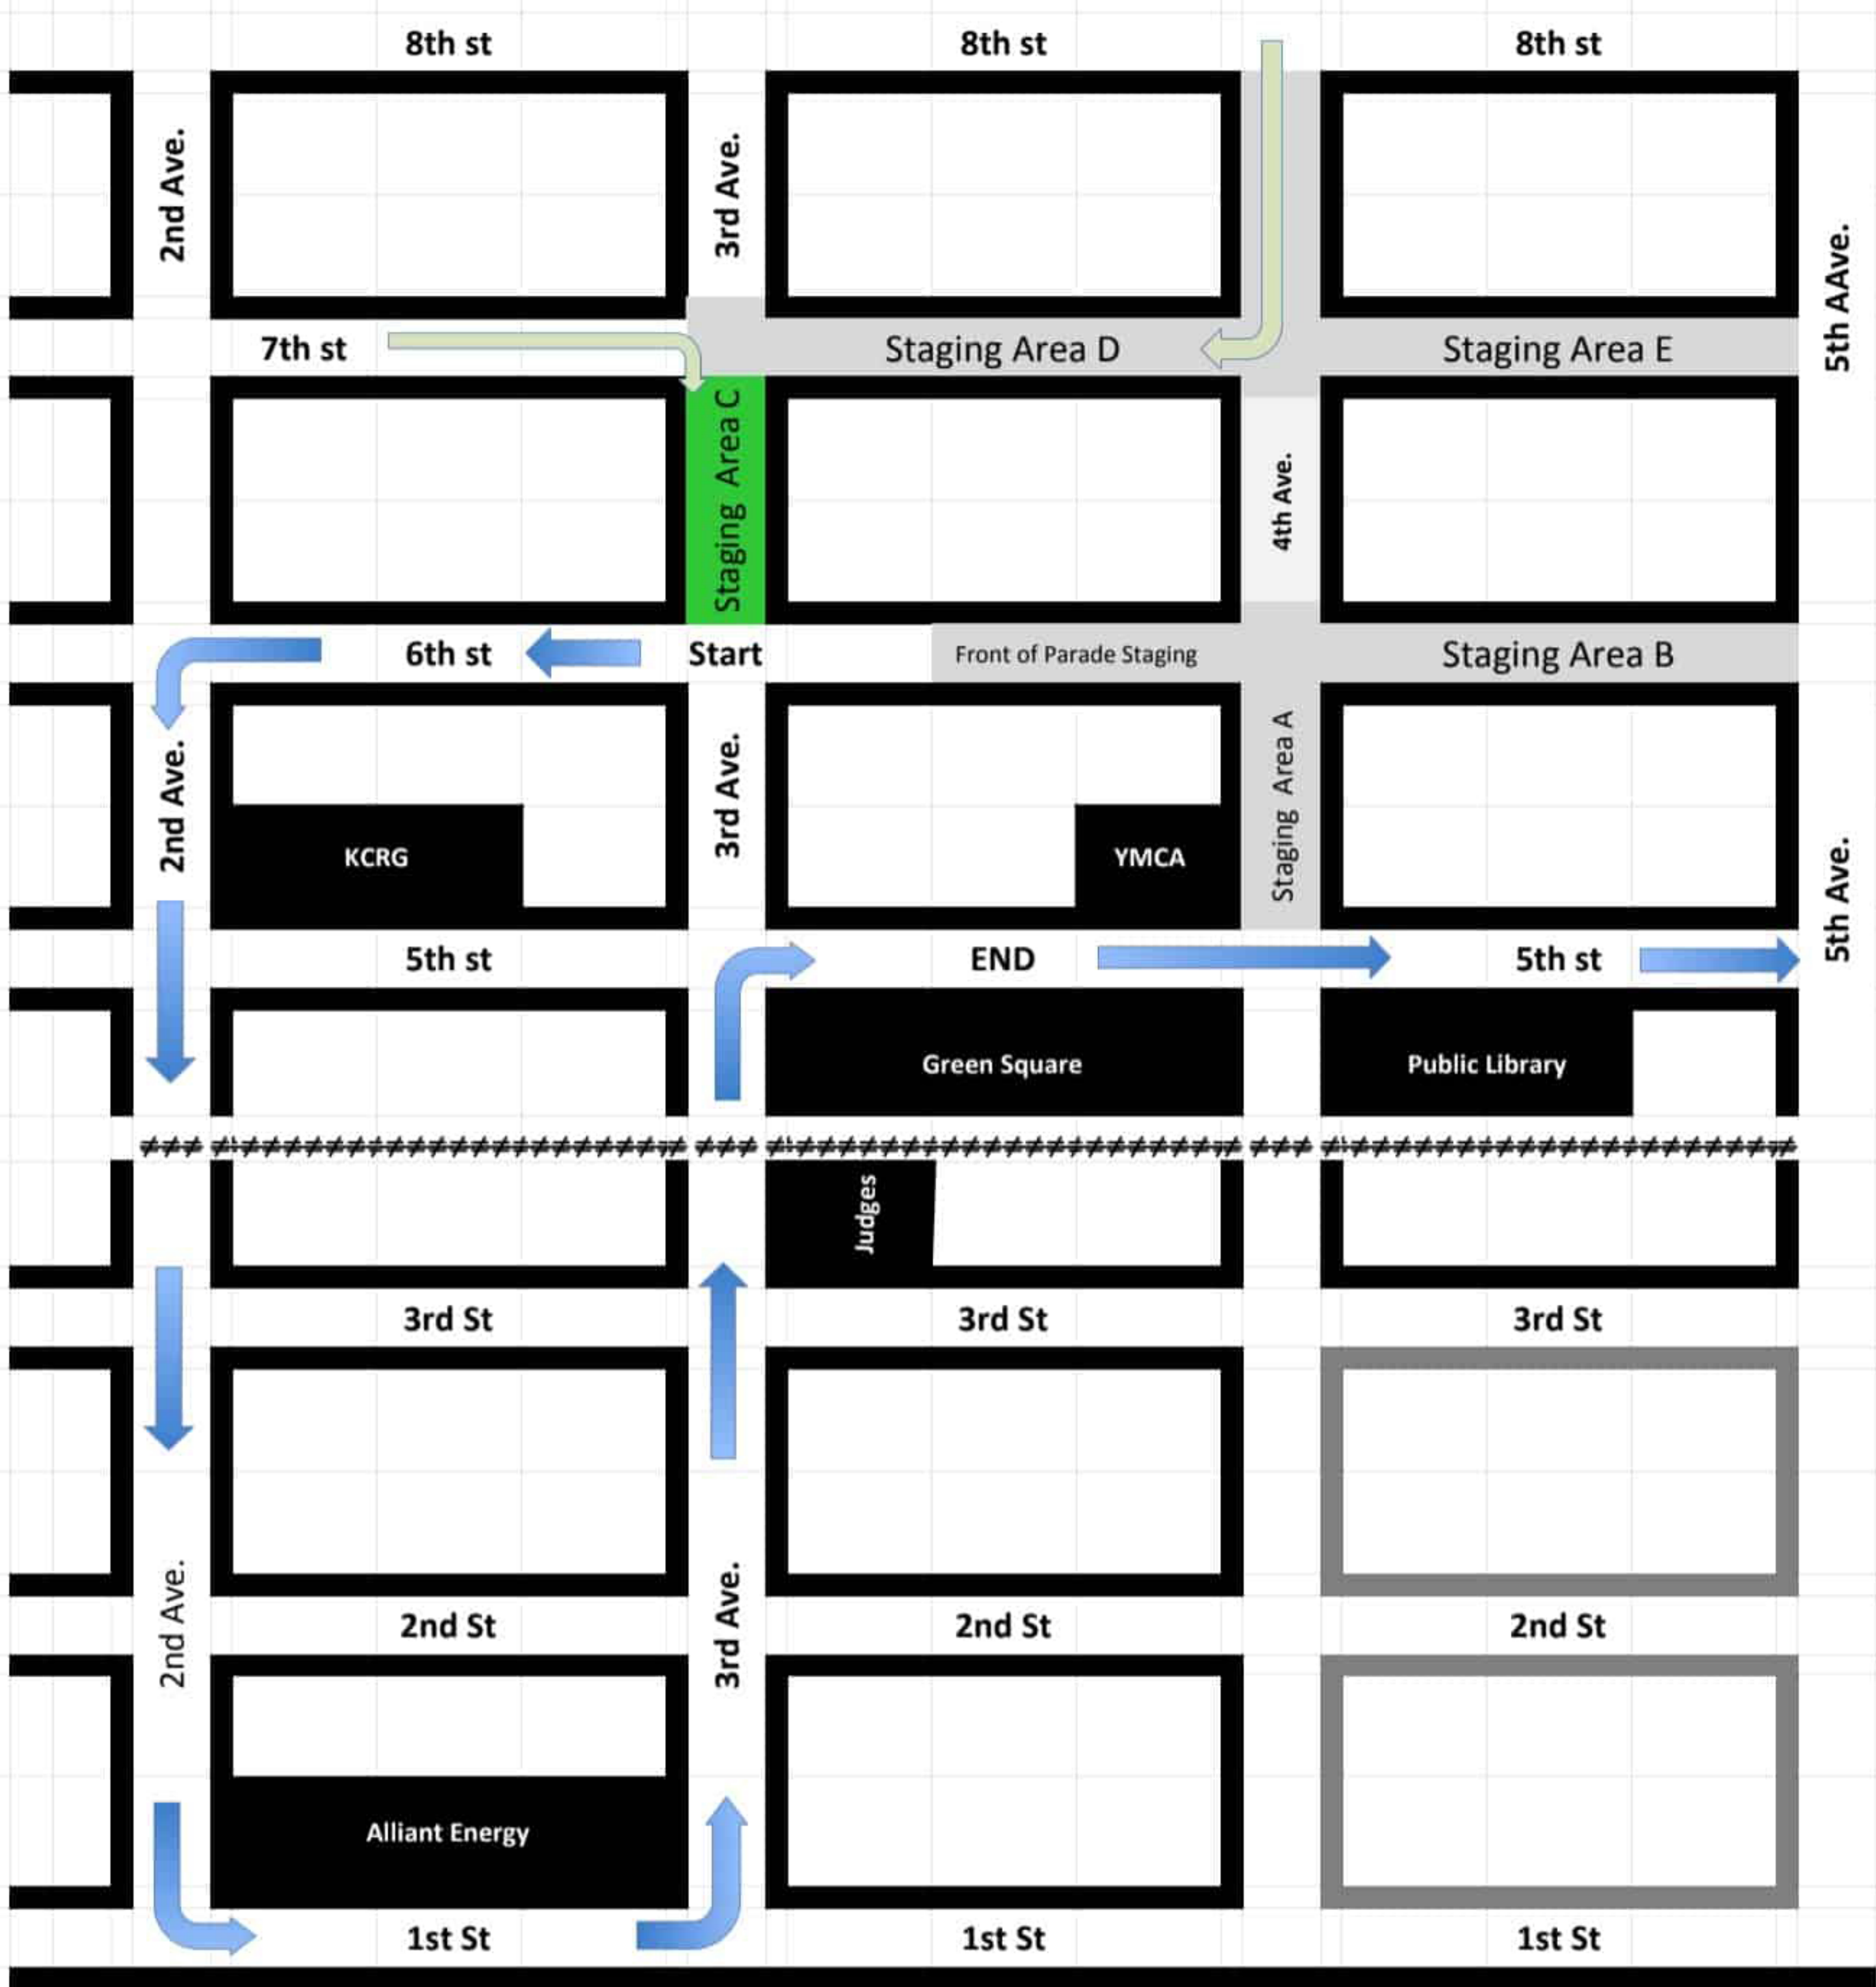 8th st
8th st
8th st
2nd Ave.
3rd Ave.
5th AAve.
7th st
Staging Area D
Staging Area E
Staging Area C
4th Ave.
6th st
Start
Front of Parade Staging
Staging Area B
2nd Ave.
3rd Ave.
Staging Area A
5th Ave.
KCRG
YMCA
5th st
END
5th st
Green Square
Public Library
Judges
3rd St
3rd St
3rd St
2nd Ave.
3rd Ave.
2nd St
2nd St
2nd St
Alliant Energy
1st St
1st St
1st St